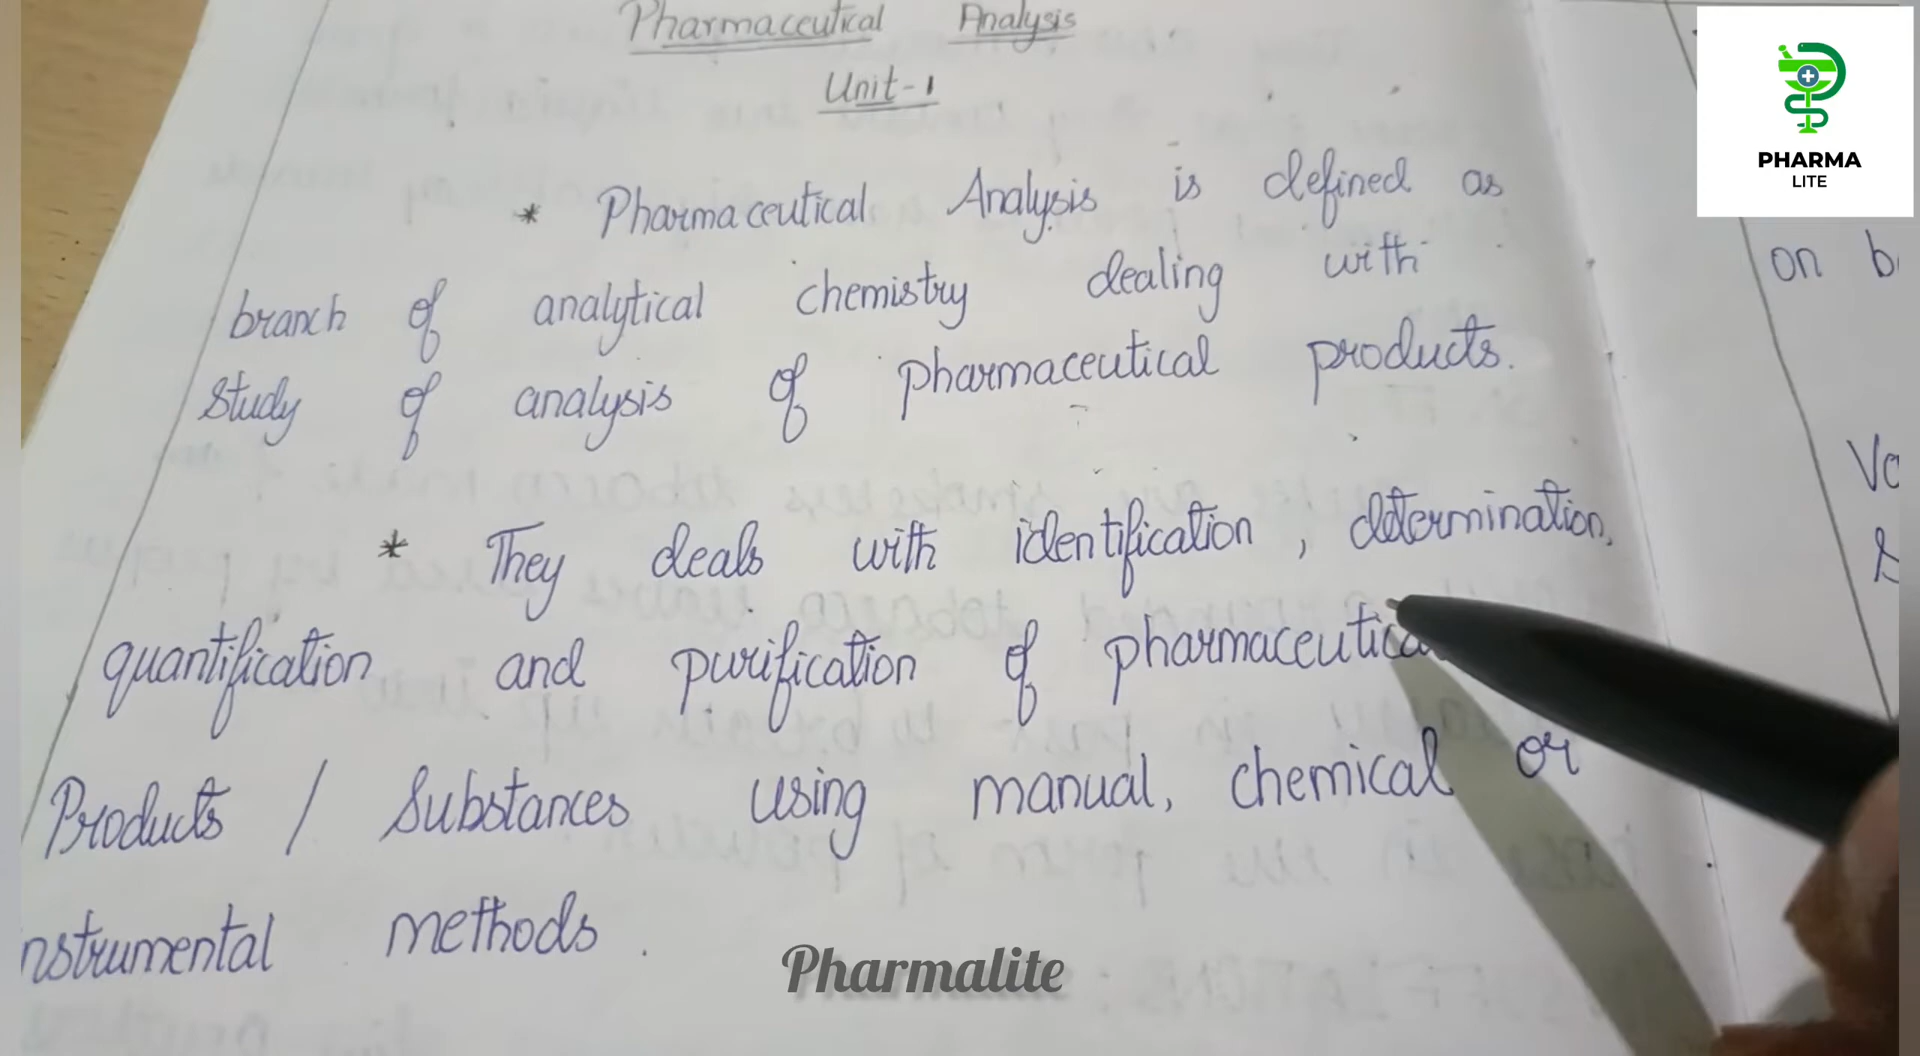 Pharmaceutical Analysis
Unit-1
* Pharmaceutical Analysis is defined as
branch of analytical chemistry dealing with
study of analysis of pharmaceutical products.
* They deals with identification, determination,
quantification and purification of pharmaceutica
Products / Substances using manual, chemical or
nstrumental methods.
on b
Vo
PHARMA
LITE
Pharmalite